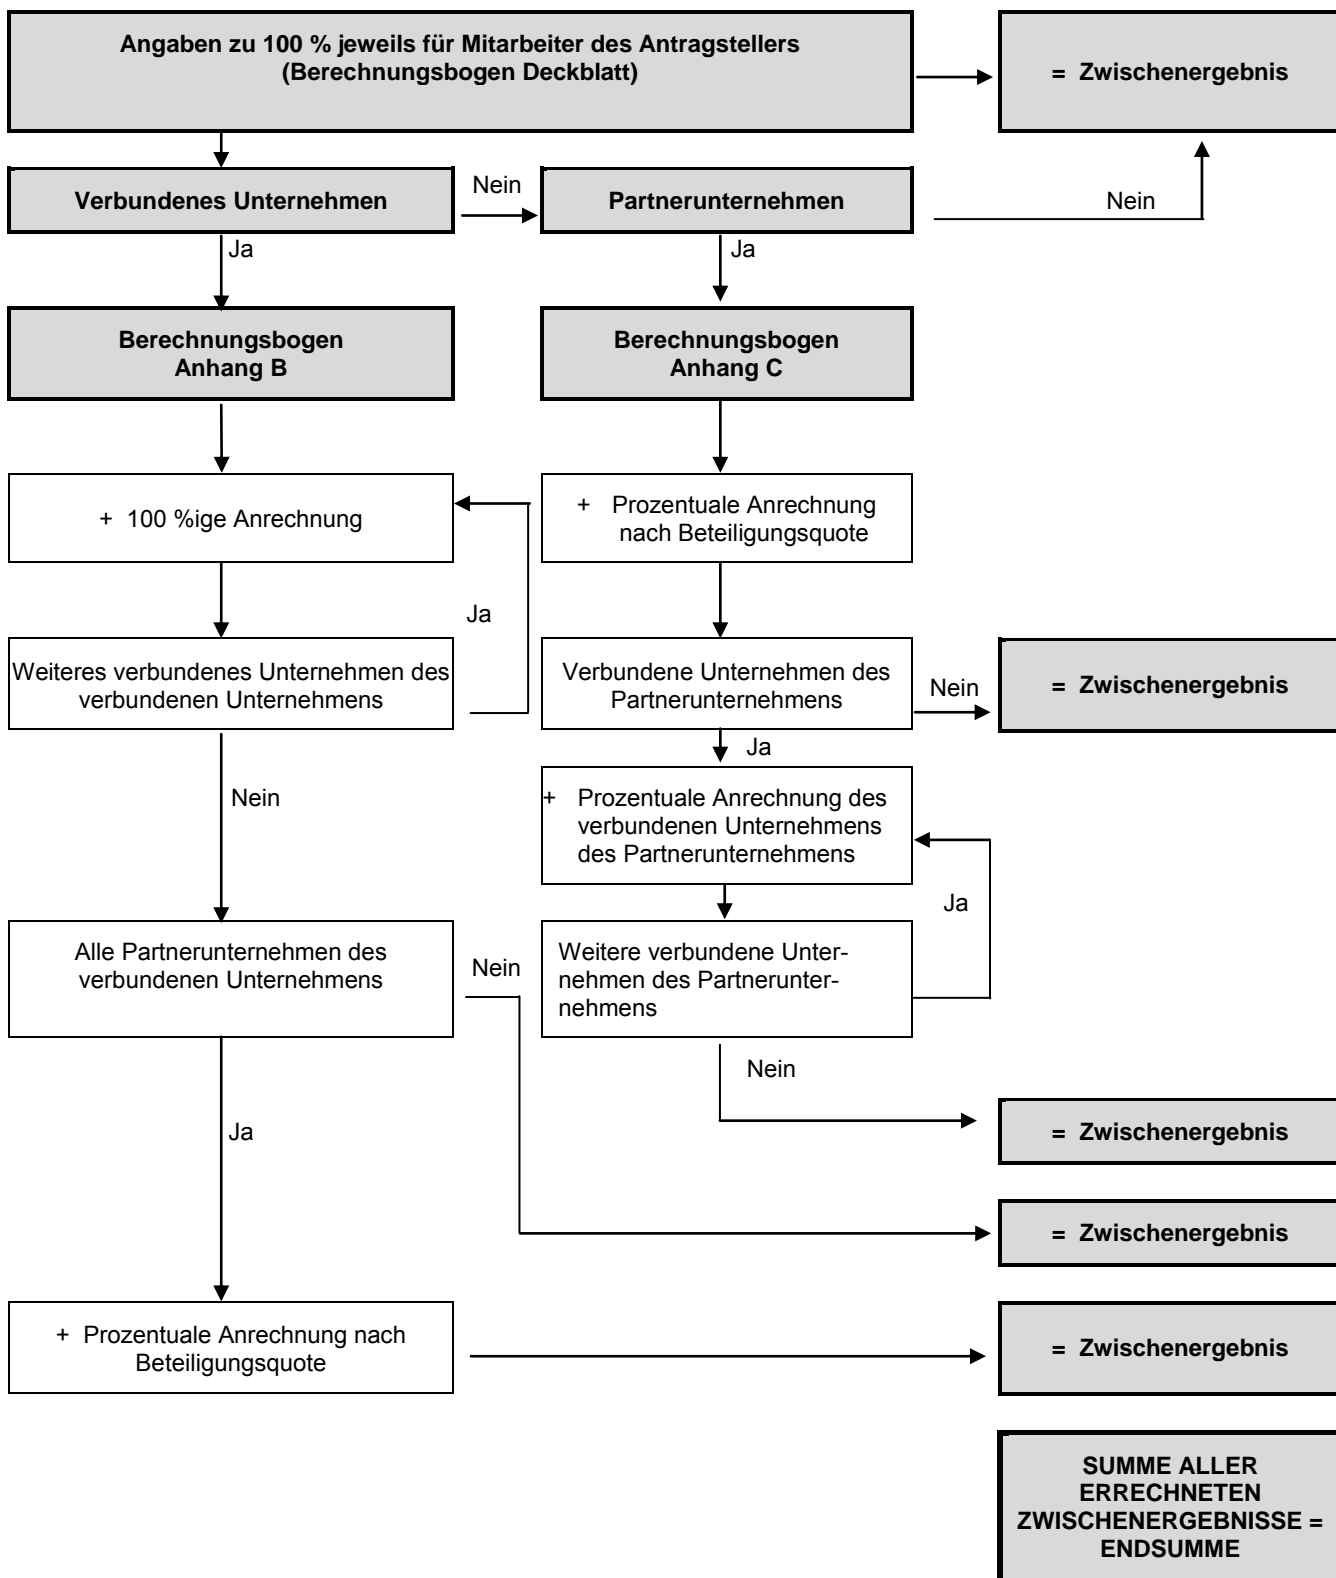 Angaben zu 100 % jeweils für Mitarbeiter des Antragstellers
(Berechnungsbogen Deckblatt)
= Zwischenergebnis
Verbundenes Unternehmen
Nein
Partnerunternehmen
Nein
Ja
Ja
Berechnungsbogen
Anhang B
Berechnungsbogen
Anhang C
+ 100 %ige Anrechnung
+ Prozentuale Anrechnung
nach Beteiligungsquote
Ja
Weiteres verbundenes Unternehmen des
verbundenen Unternehmens
Verbundene Unternehmen des
Partnerunternehmens
Nein
= Zwischenergebnis
Ja
Nein
+ Prozentuale Anrechnung des
verbundenen Unternehmens
des Partnerunternehmens
Ja
Alle Partnerunternehmen des
verbundenen Unternehmens
Nein
Weitere verbundene Unter-
nehmen des Partnerunter-
nehmens
Nein
Ja
= Zwischenergebnis
= Zwischenergebnis
+ Prozentuale Anrechnung nach
Beteiligungsquote
= Zwischenergebnis
SUMME ALLER
ERRECHNETEN
ZWISCHENERGEBNISSE =
ENDSUMME